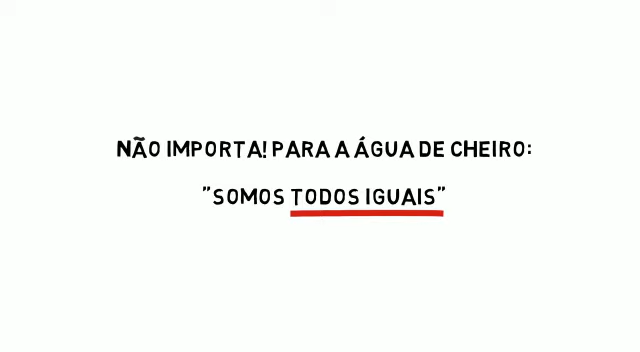 NÃO IMPORTA! PARA A ÁGUA DE CHEIRO:
"SOMOS TODOS IGUAIS"